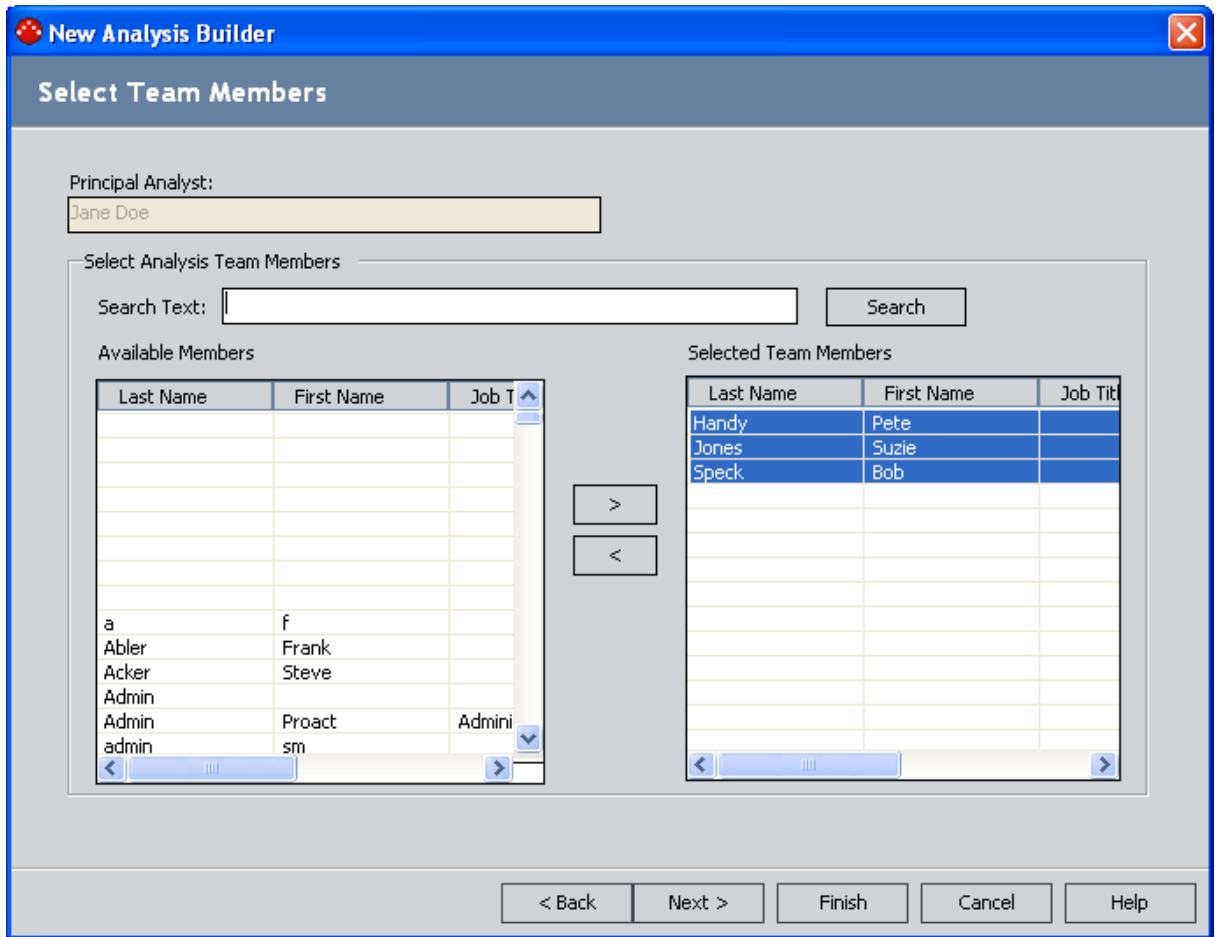 New Analysis Builder
Select Team Members
Principal Analyst:
Jane Doe
Select Analysis Team Members
Search Text: Search
Available Members
Last Name First Name Job T
a f
Abler Frank
Acker Steve
Admin
Admin Proact Admini
admin sm
>
<
Selected Team Members
Last Name First Name Job Titl
Handy Pete
Jones Suzie
Speck Bob
< Back Next > Finish Cancel Help